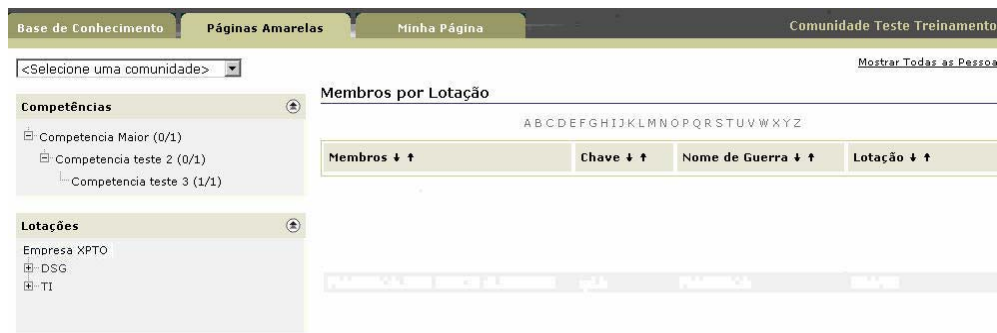 Base de Conhecimento
Páginas Amarelas
Minha Página
Comunidade Teste Treinamento
<Selecione uma comunidade>
Mostrar Todas as Pessoa
Competências
Competencia Maior (0/1)
Competencia teste 2 (0/1)
Competencia teste 3 (1/1)
Lotações
Empresa XPTO
DSG
TI
Membros por Lotação
A B C D E F G H I J K L M N O P Q R S T U V W X Y Z
Membros ↓ ↑
Chave ↓ ↑
Nome de Guerra ↓ ↑
Lotação ↓ ↑